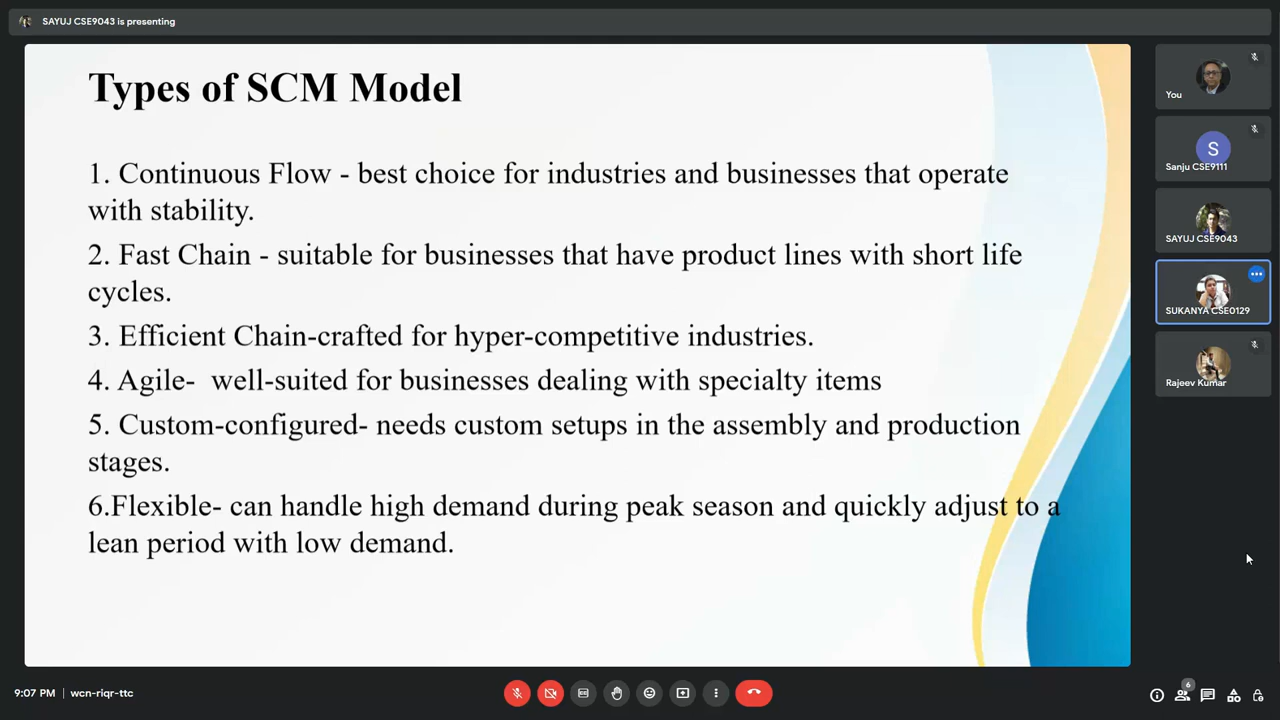 SAYUJ CSE9043 is presenting
Types of SCM Model
1. Continuous Flow - best choice for industries and businesses that operate
with stability.
2. Fast Chain - suitable for businesses that have product lines with short life
cycles.
3. Efficient Chain-crafted for hyper-competitive industries.
4. Agile-  well-suited for businesses dealing with specialty items
5. Custom-configured- needs custom setups in the assembly and production
stages.
6.Flexible- can handle high demand during peak season and quickly adjust to a
lean period with low demand.
You
S
Sanju CSE9111
SAYUJ CSE9043
SUKANYA CSE0129
Rajeev Kumar
9:07 PM | wcn-riqr-ttc
6